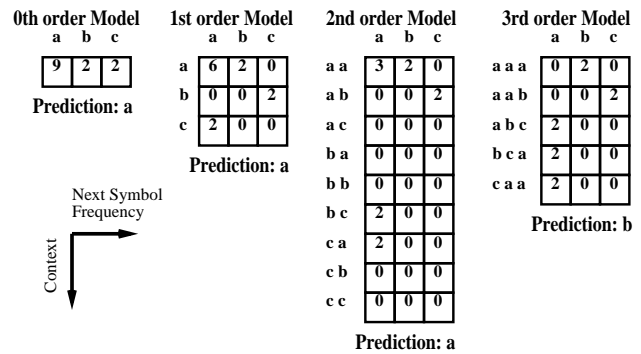 0th order Model
a b c
9 2 2
Prediction: a
1st order Model
a b c
a 6 2 0
b 0 0 2
c 2 0 0
Prediction: a
2nd order Model
a b c
a a 3 2 0
a b 0 0 2
a c 0 0 0
b a 0 0 0
b b 0 0 0
b c 2 0 0
c a 2 0 0
c b 0 0 0
c c 0 0 0
Prediction: a
3rd order Model
a b c
a a a 0 2 0
a a b 0 0 2
a b c 2 0 0
b c a 2 0 0
c a a 2 0 0
Prediction: b
Next Symbol
Frequency
Context